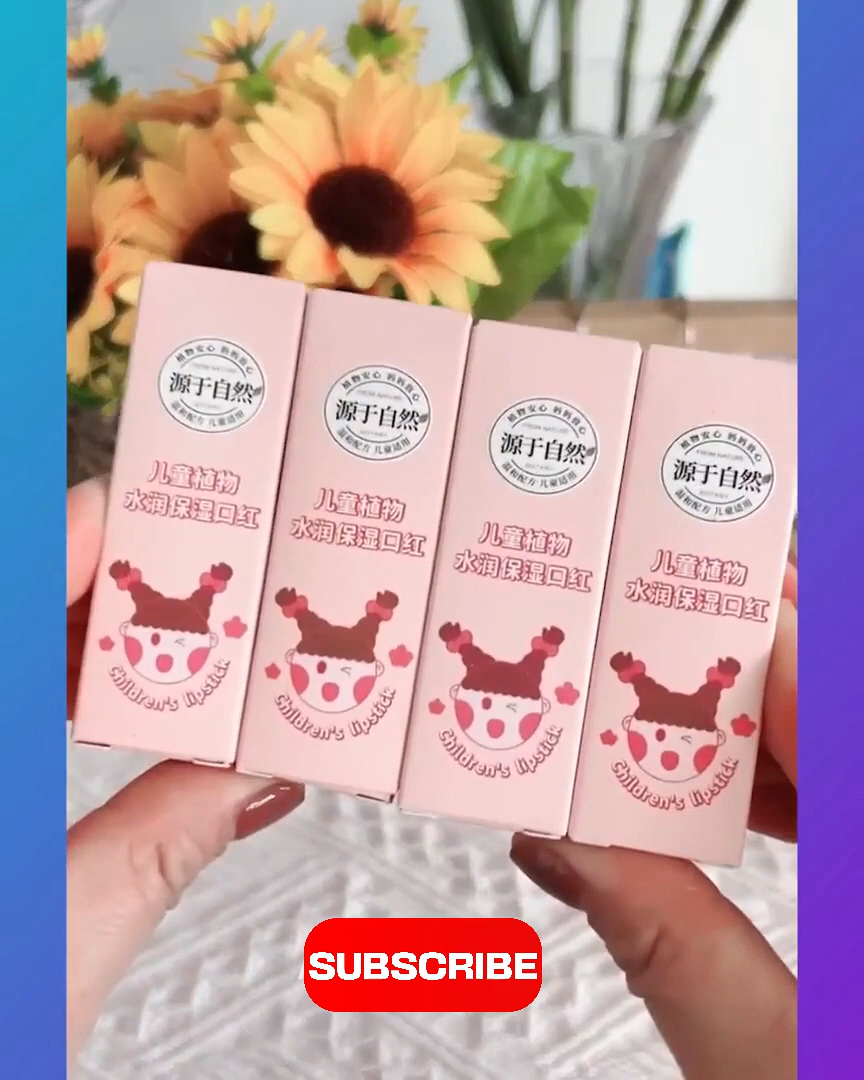 植物安心 妈妈放心
FROM NATURE
源于自然
温和配方 儿童适用
儿童植物
水润保湿口红
Children's lipstick
植物安心 妈妈放心
FROM NATURE
源于自然
温和配方 儿童适用
儿童植物
水润保湿口红
Children's lipstick
植物安心 妈妈放心
FROM NATURE
源于自然
温和配方 儿童适用
儿童植物
水润保湿口红
Children's lipstick
植物安心 妈妈放心
FROM NATURE
源于自然
温和配方 儿童适用
儿童植物
水润保湿口红
Children's lipstick
SUBSCRIBE